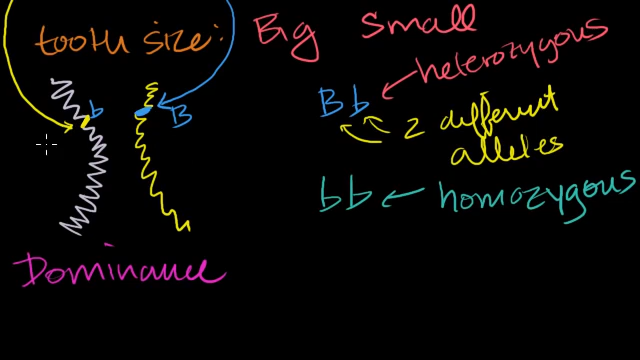 tooth size: Big Small
b B
Bb ← heterozygous
2 different
alleles
bb ← homozygous
Dominance